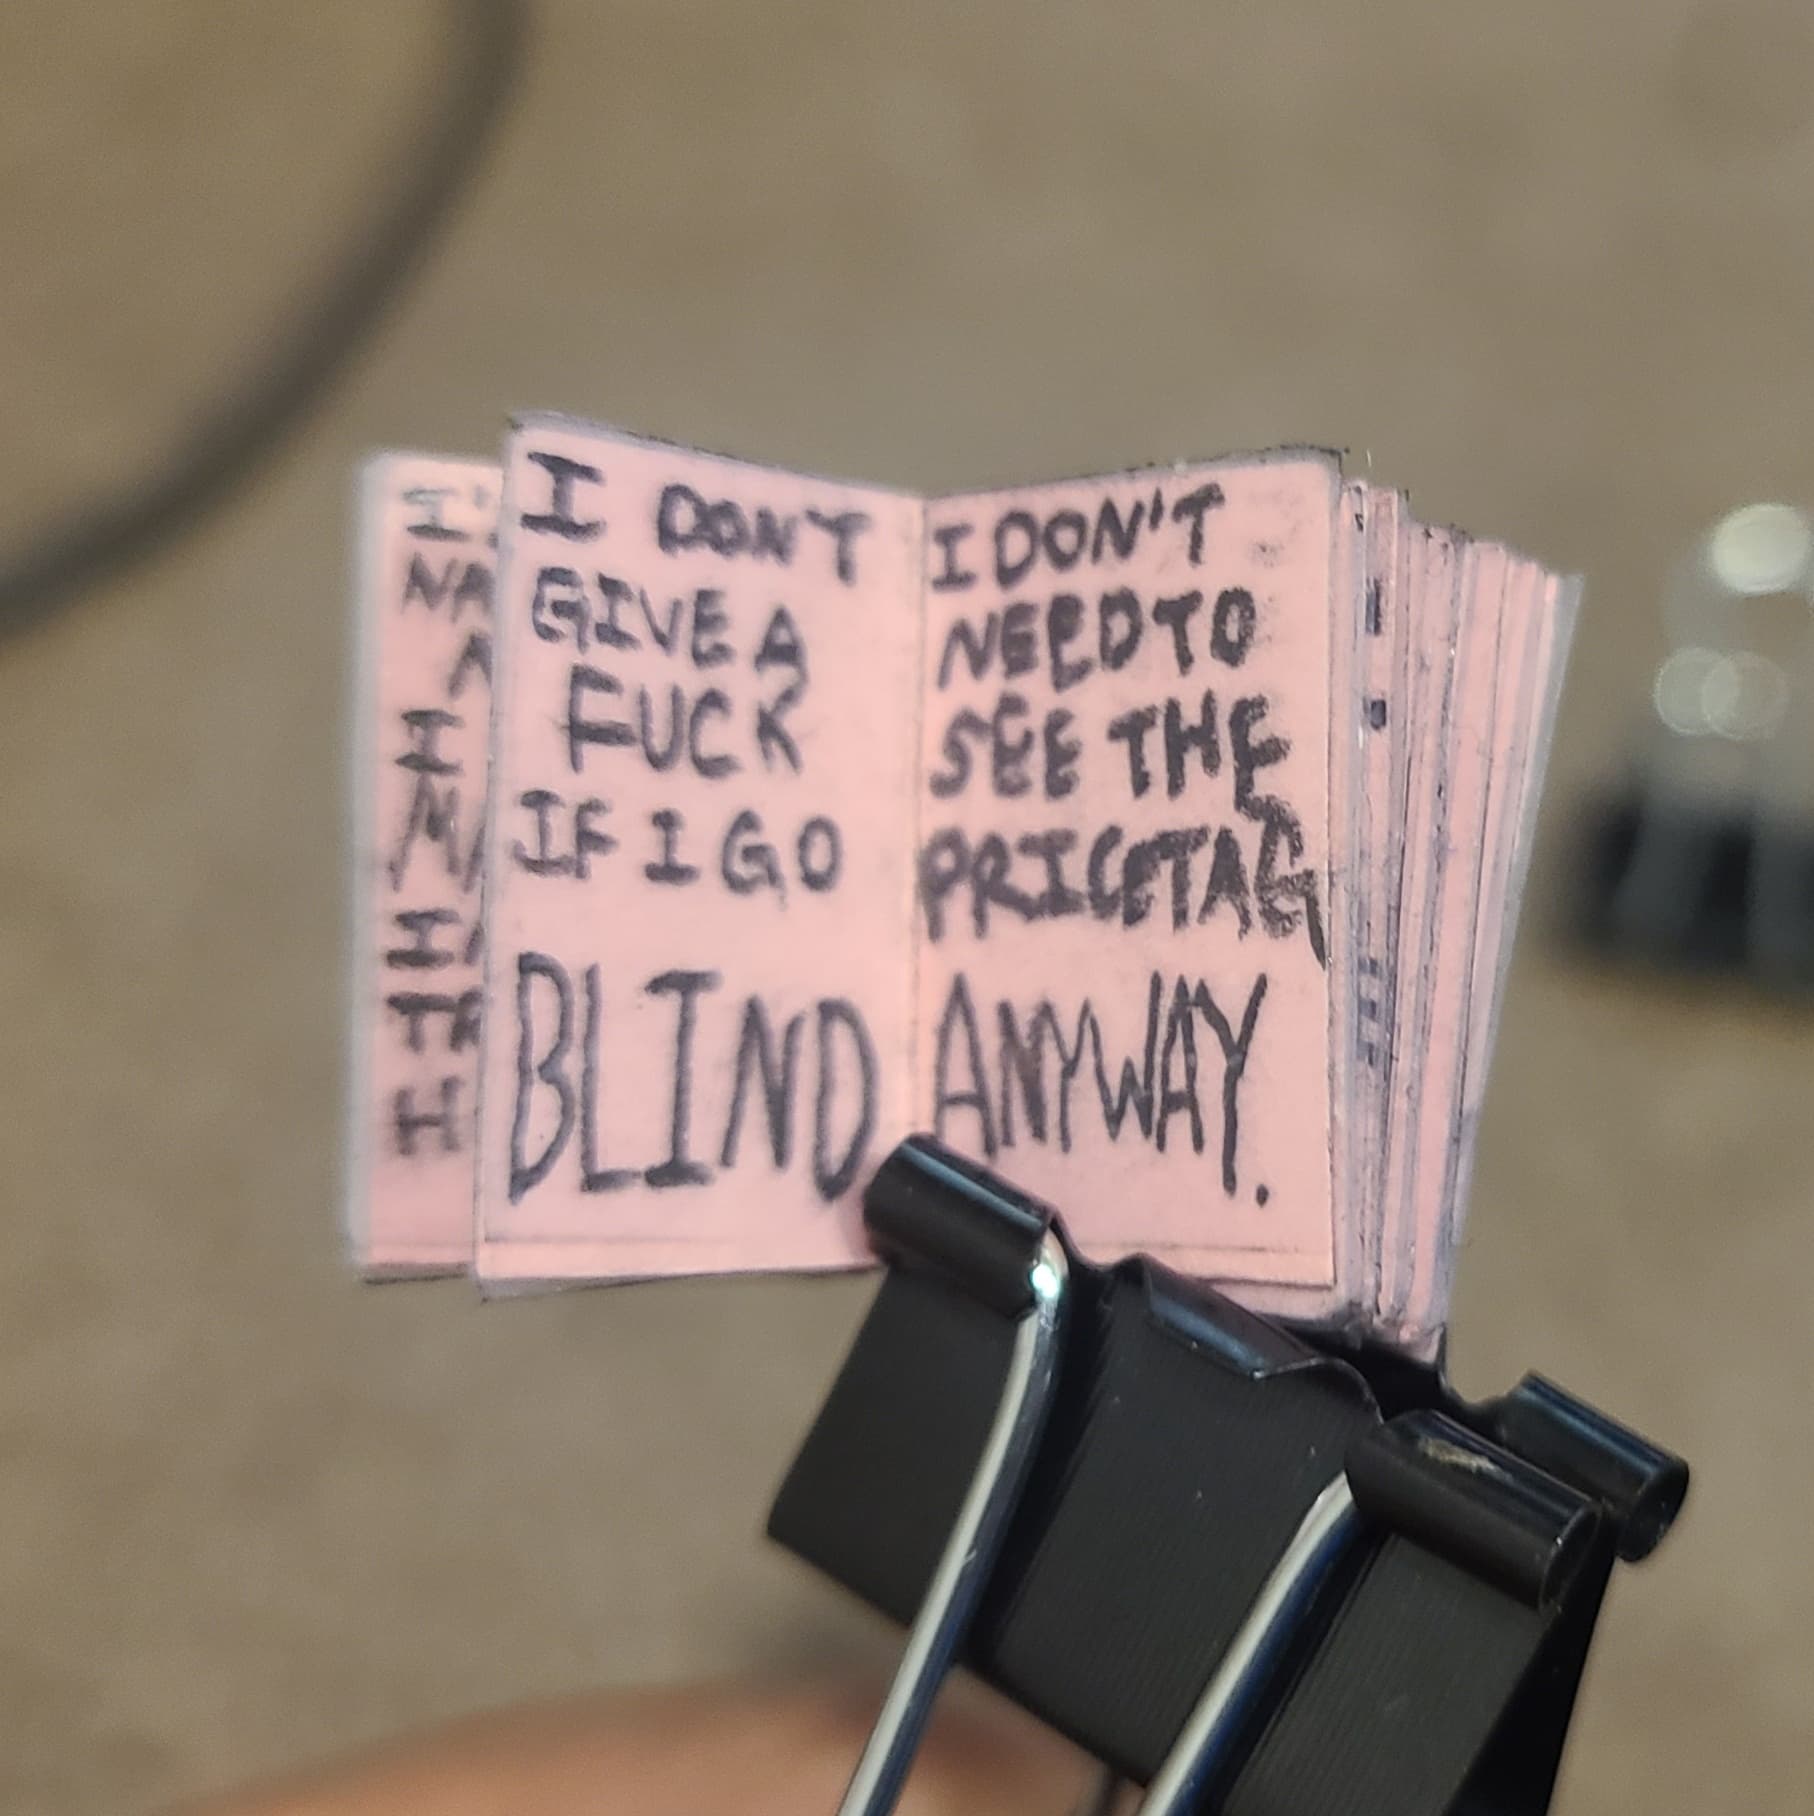 I DON'T
GIVE A
FUCK
IF I GO
BLIND
I DON'T
NEED TO
SEE THE
PRICETAG
ANYWAY.